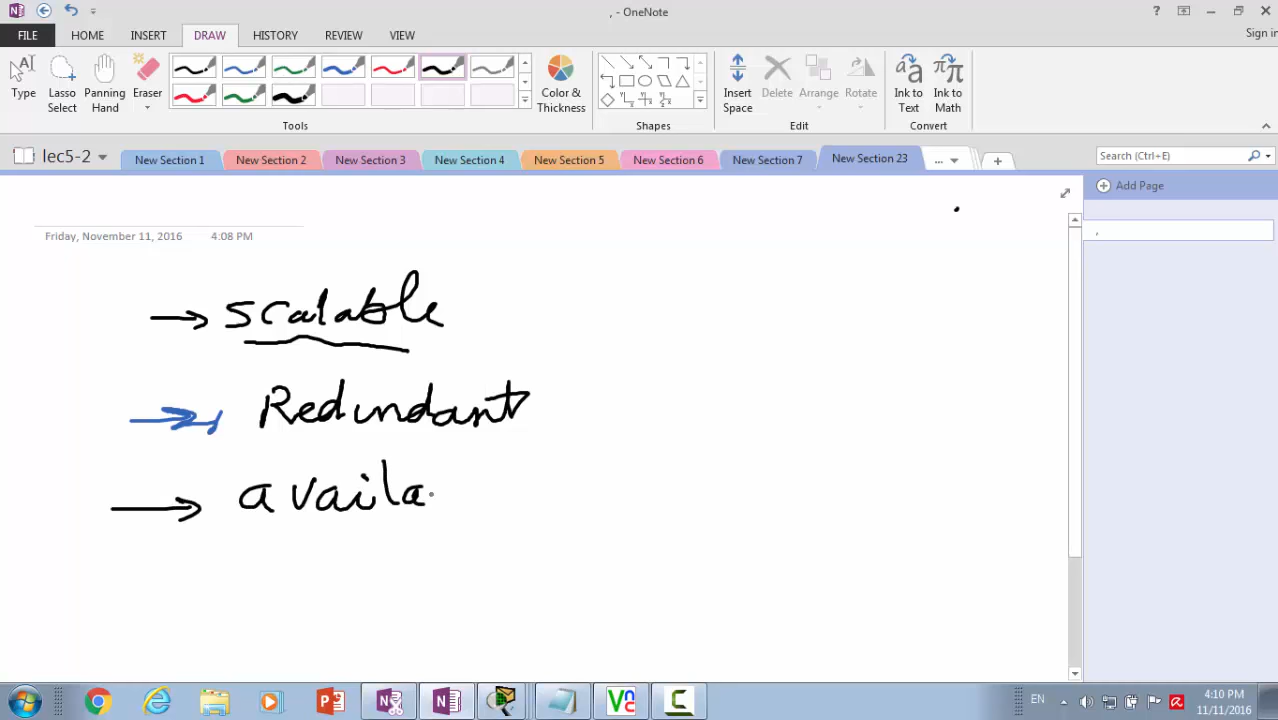 , - OneNote
? Sign in
FILE HOME INSERT DRAW HISTORY REVIEW VIEW
Type Lasso Select Panning Hand Eraser Color & Thickness Insert Space Delete Arrange Rotate Ink to Text Ink to Math
Tools Shapes Edit Convert
lec5-2 New Section 1 New Section 2 New Section 3 New Section 4 New Section 5 New Section 6 New Section 7 New Section 23 ... Search (Ctrl+E)
Add Page
,
Friday, November 11, 2016 4:08 PM
scalable
Redundant
availa
EN 4:10 PM
11/11/2016